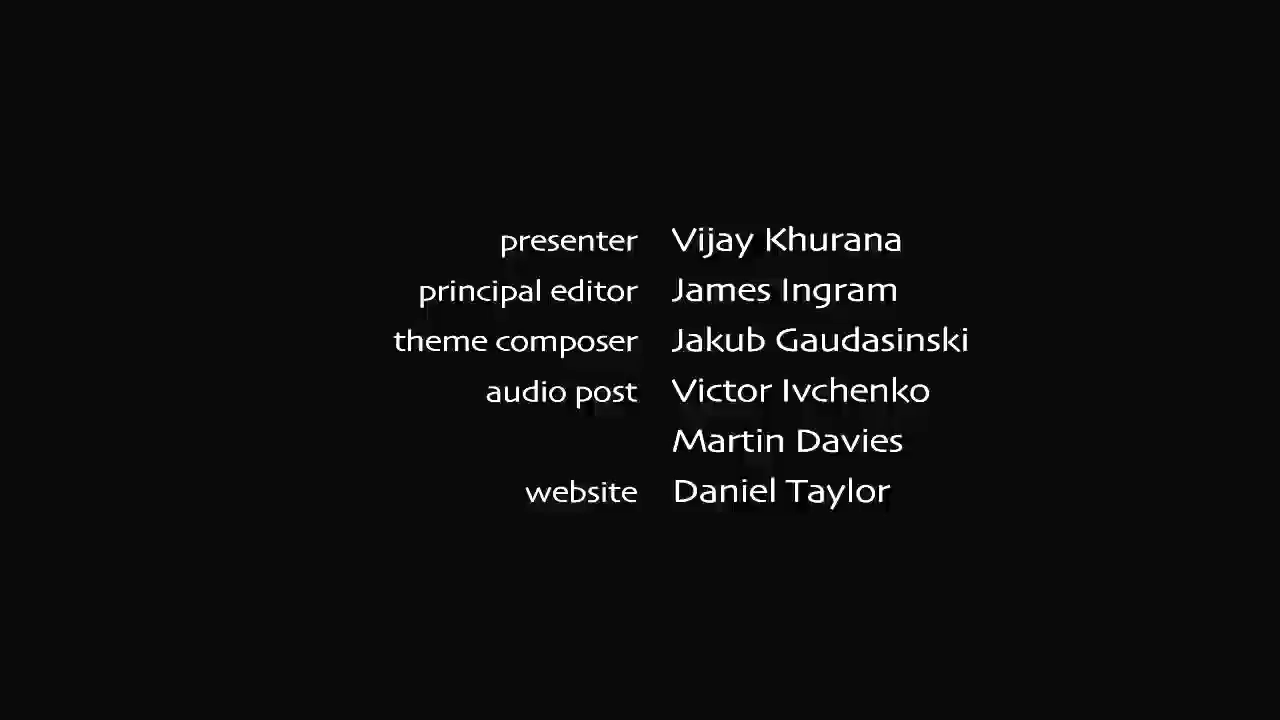 presenter Vijay Khurana
principal editor James Ingram
theme composer Jakub Gaudasinski
audio post Victor Ivchenko
Martin Davies
website Daniel Taylor